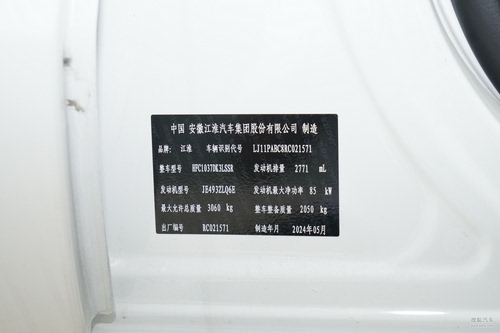 中国 安徽江淮汽车集团股份有限公司 制造
品牌: 江淮 车辆识别代号 LJ11PABC8RC021571
整车型号 HFC1037DK3LSSR 发动机排量 2771 mL
发动机型号 JE493ZLQ6E 发动机最大净功率 85 kW
最大允许总质量 3060 kg 整车整备质量 2050 kg
出厂编号 RC021571 制造年月 2024年05月